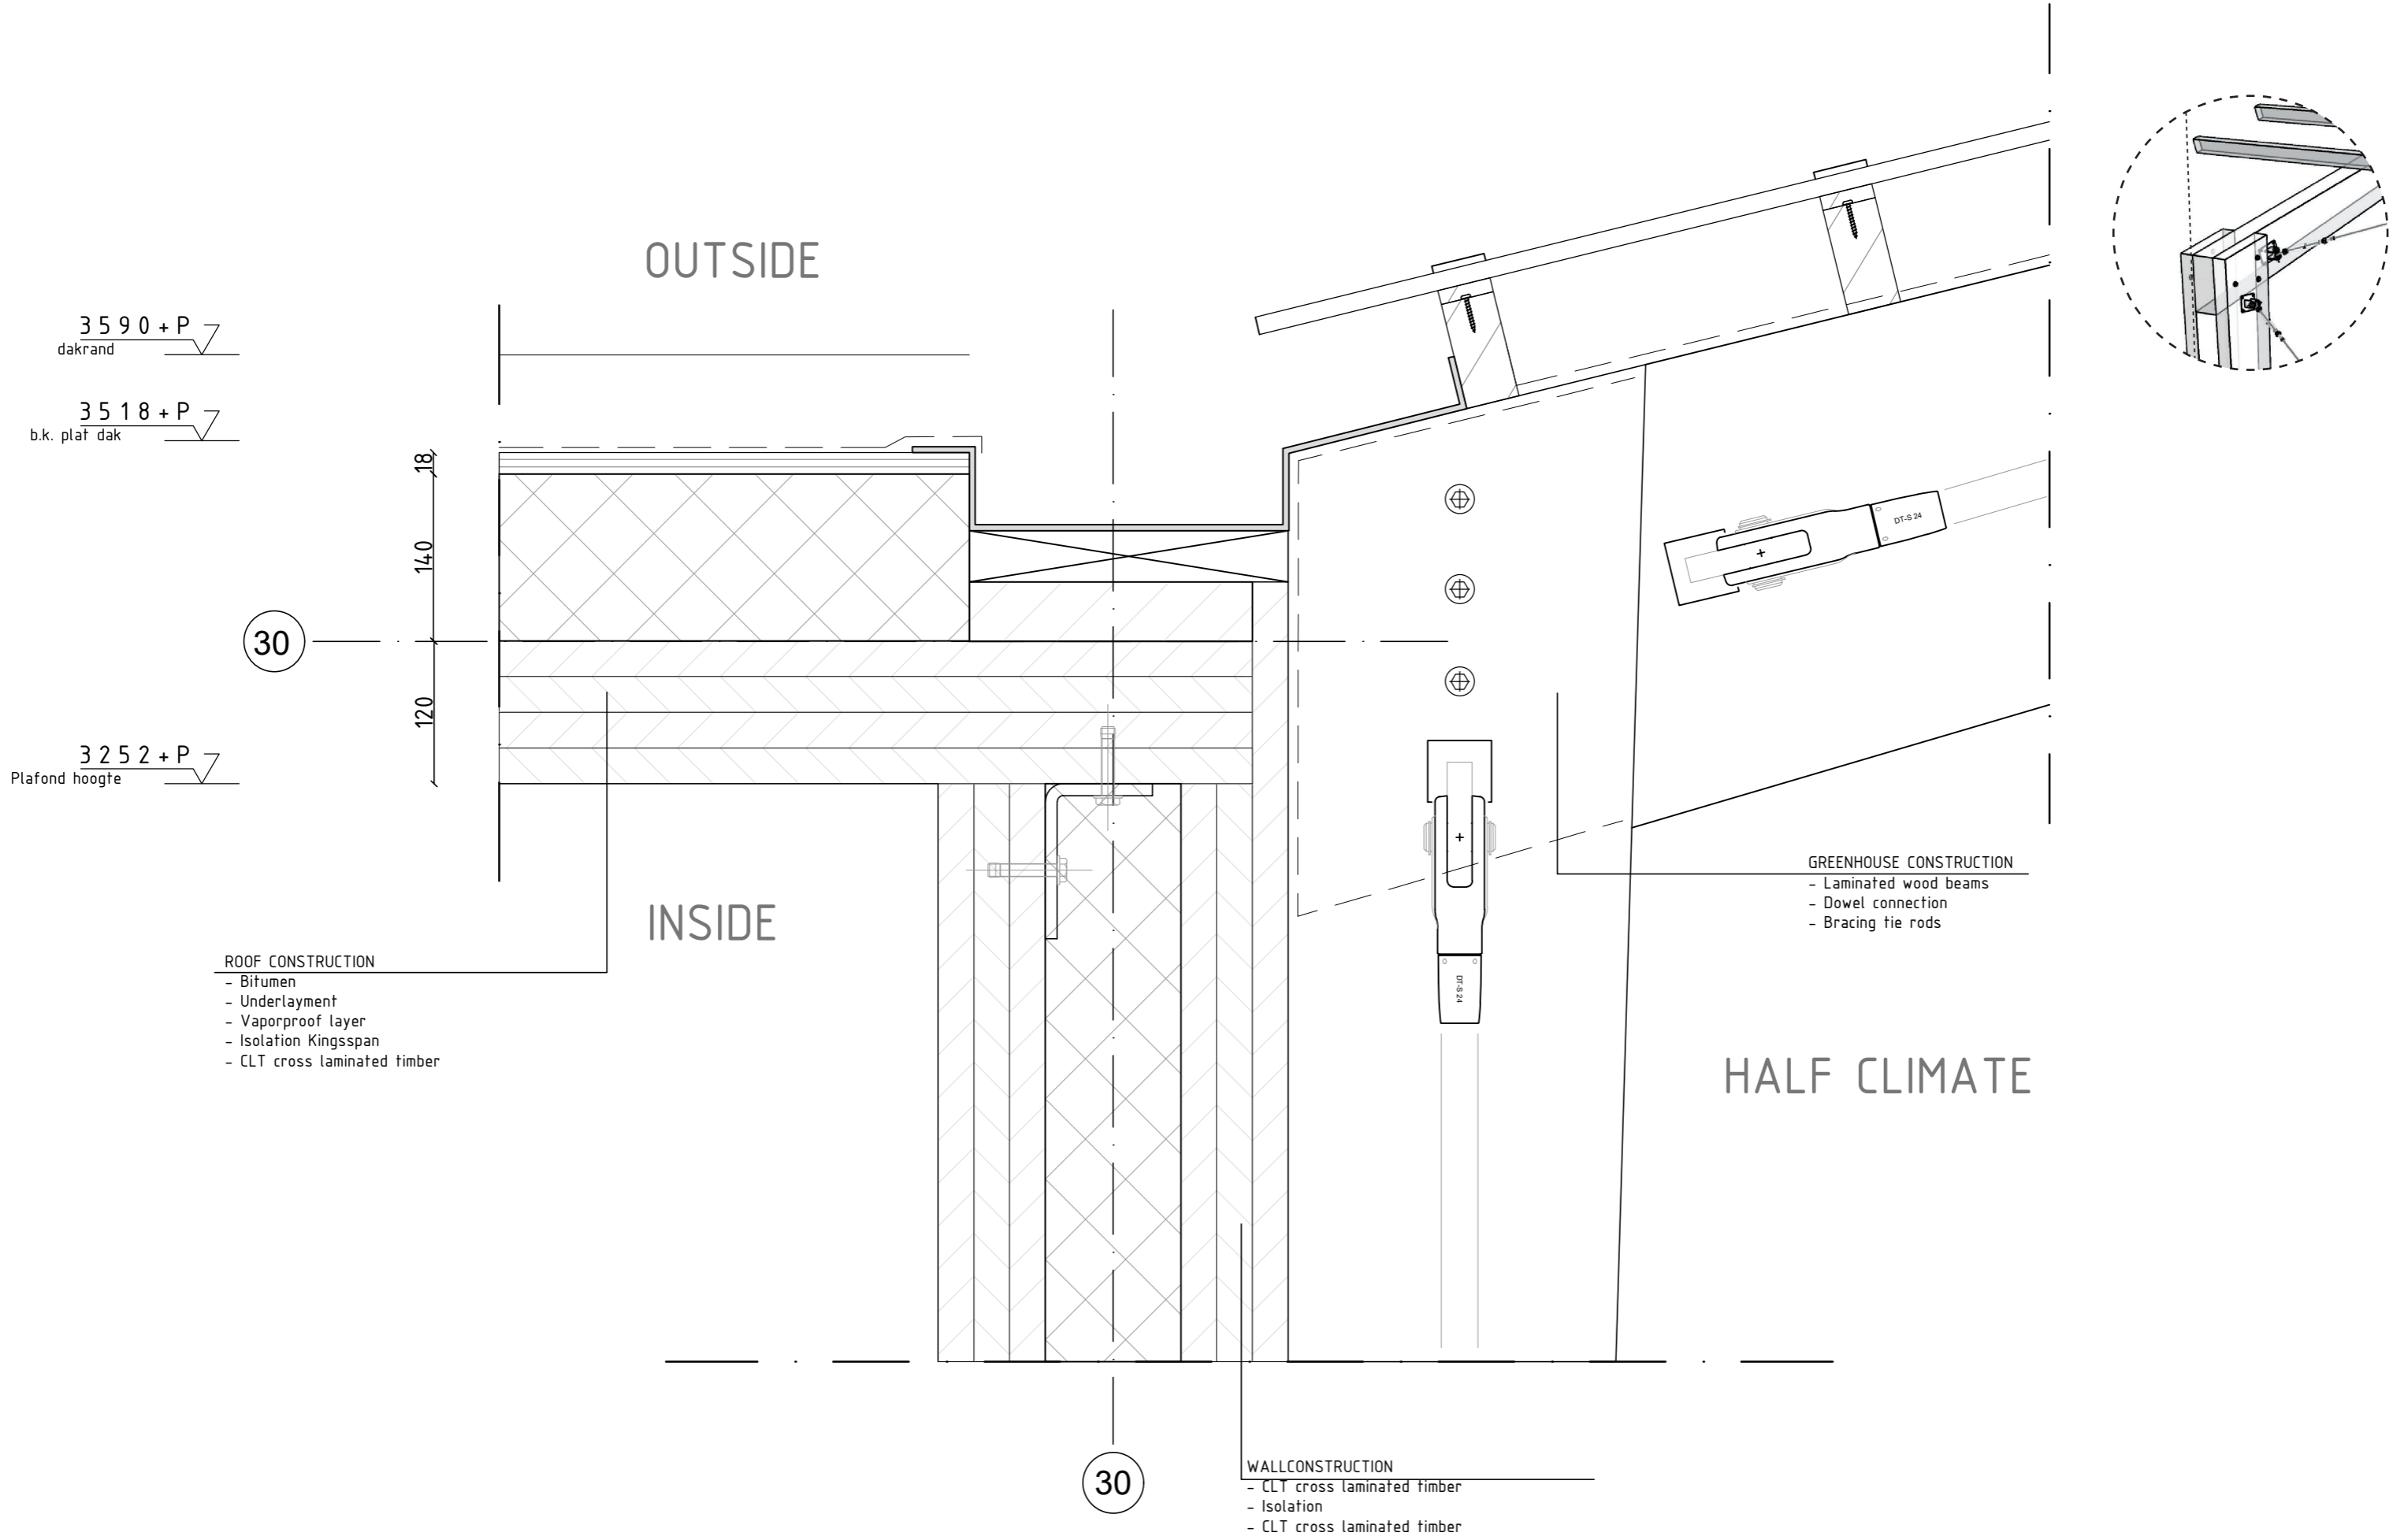 OUTSIDE
3590+P
dakrand
3518+P
b.k. plat dak
18
140
DT-S 24
30
120
3252+P
Plafond hoogte
GREENHOUSE CONSTRUCTION
- Laminated wood beams
- Dowel connection
- Bracing tie rods
INSIDE
ROOF CONSTRUCTION
- Bitumen
- Underlayment
- Vaporproof layer
- Isolation Kingsspan
- CLT cross laminated timber
DT-S 24
HALF CLIMATE
30
WALLCONSTRUCTION
- CLT cross laminated timber
- Isolation
- CLT cross laminated timber